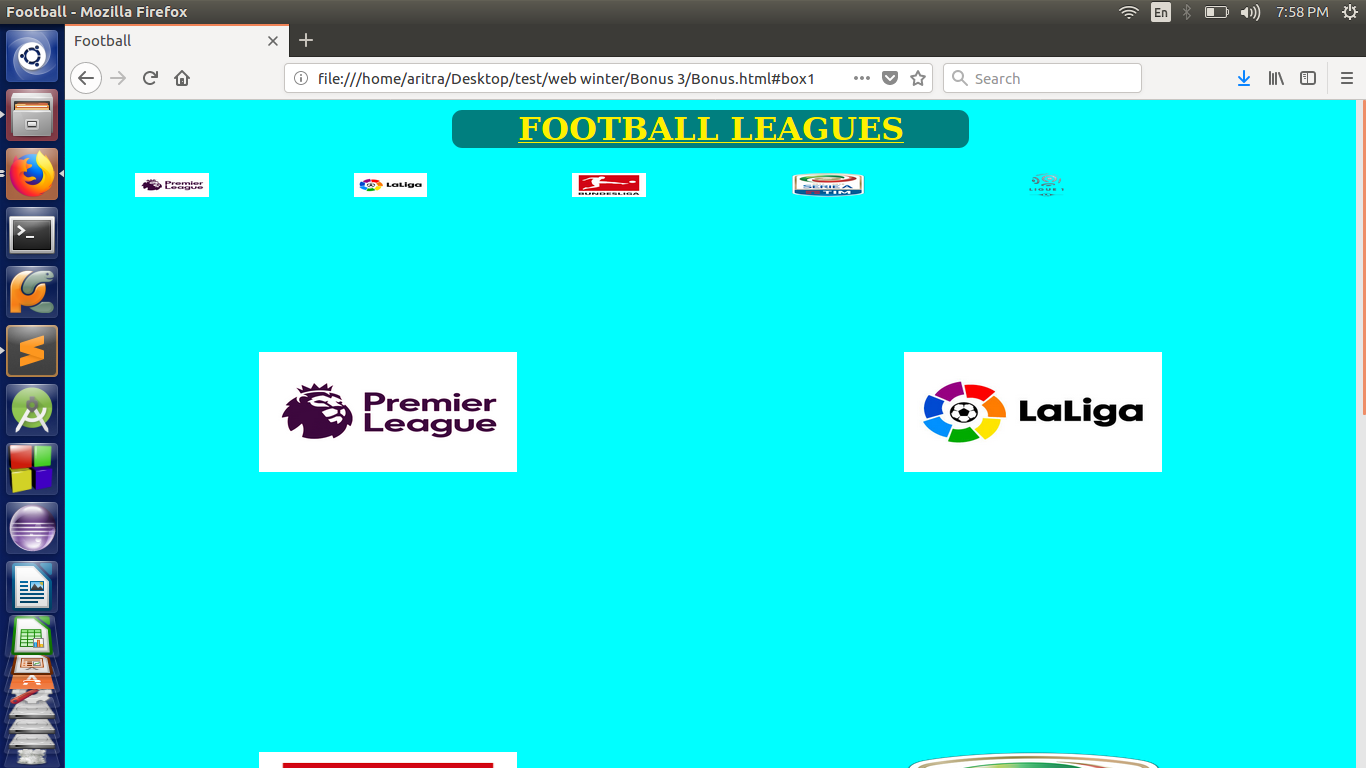 Football - Mozilla Firefox
En
7:58 PM
Football
file:///home/aritra/Desktop/test/web winter/Bonus 3/Bonus.html#box1
Search
FOOTBALL LEAGUES
Premier
League
LaLiga
BUNDESLIGA
SERIE A
TIM
LIGUE 1
Premier
League
LaLiga